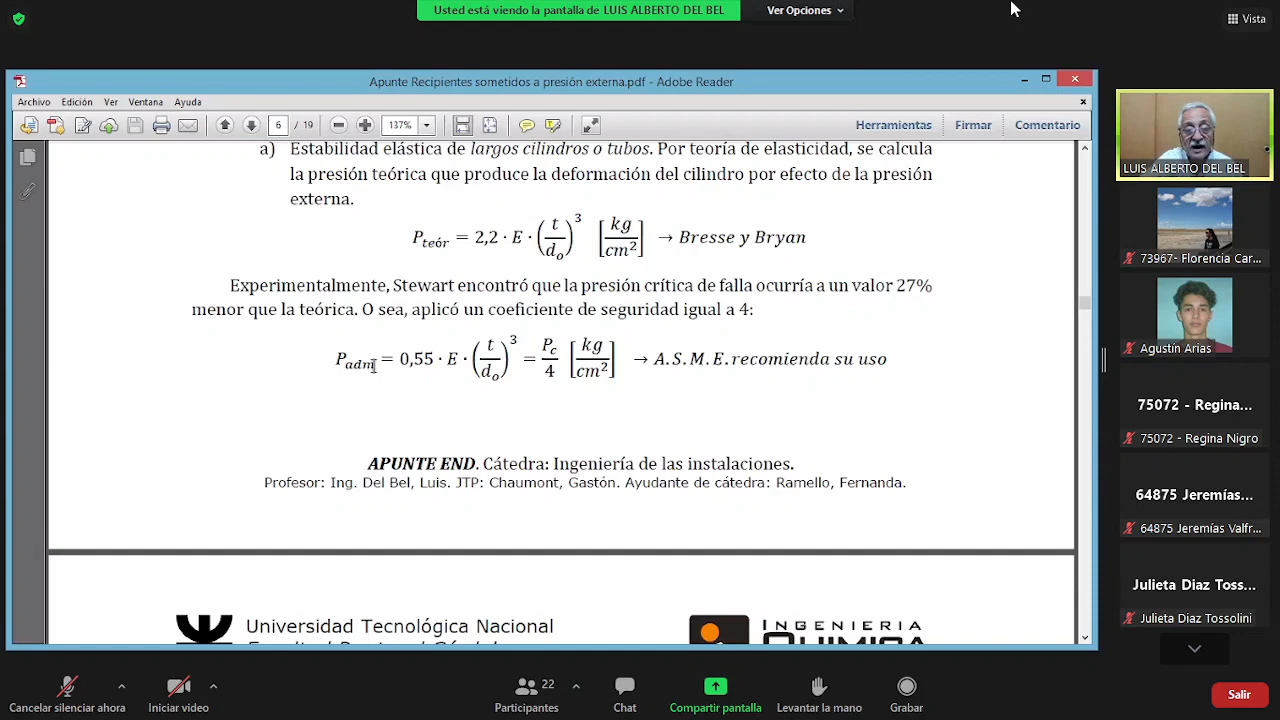 Usted está viendo la pantalla de LUIS ALBERTO DEL BEL
Ver Opciones
Vista
Apunte Recipientes sometidos a presión externa.pdf - Adobe Reader
Archivo Edición Ver Ventana Ayuda
6 / 19 137% Herramientas Firmar Comentario
a) Estabilidad elástica de largos cilindros o tubos. Por teoría de elasticidad, se calcula
la presión teórica que produce la deformación del cilindro por efecto de la presión
externa.
P_teór = 2,2 · E · (t/d_o)^3 [kg/cm^2] → Bresse y Bryan
Experimentalmente, Stewart encontró que la presión crítica de falla ocurría a un valor 27%
menor que la teórica. O sea, aplicó un coeficiente de seguridad igual a 4:
P_adm = 0,55 · E · (t/d_o)^3 = P_c/4 [kg/cm^2] → A.S.M.E. recomienda su uso
APUNTE END. Cátedra: Ingeniería de las instalaciones.
Profesor: Ing. Del Bel, Luis. JTP: Chaumont, Gastón. Ayudante de cátedra: Ramello, Fernanda.
Universidad Tecnológica Nacional
INGENIERIA
QUIMICA
LUIS ALBERTO DEL BEL
73967- Florencia Car...
Agustín Arias
75072 - Regina...
75072 - Regina Nigro
64875 Jeremías...
64875 Jeremías Valfr...
Julieta Diaz Toss...
Julieta Diaz Tossolini
Cancelar silenciar ahora
Iniciar video
22
Participantes
Chat
Compartir pantalla
Levantar la mano
Grabar
Salir